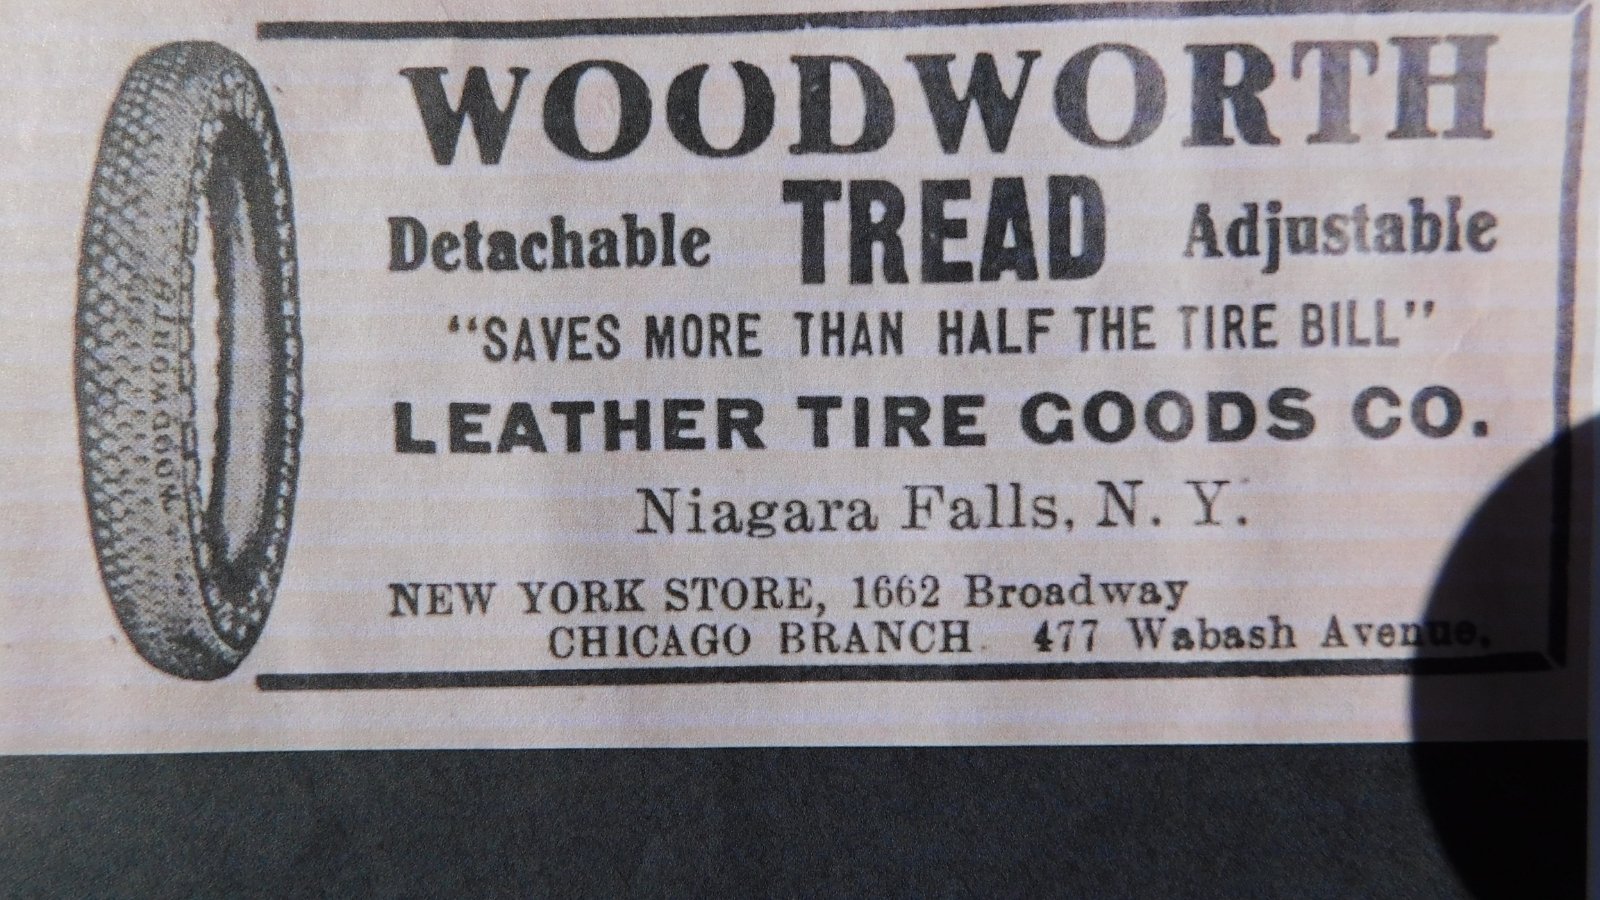 WOODWORTH
Detachable TREAD Adjustable
"SAVES MORE THAN HALF THE TIRE BILL"
LEATHER TIRE GOODS CO.
Niagara Falls, N. Y.
NEW YORK STORE, 1662 Broadway
CHICAGO BRANCH. 477 Wabash Avenue.
WOODWORTH